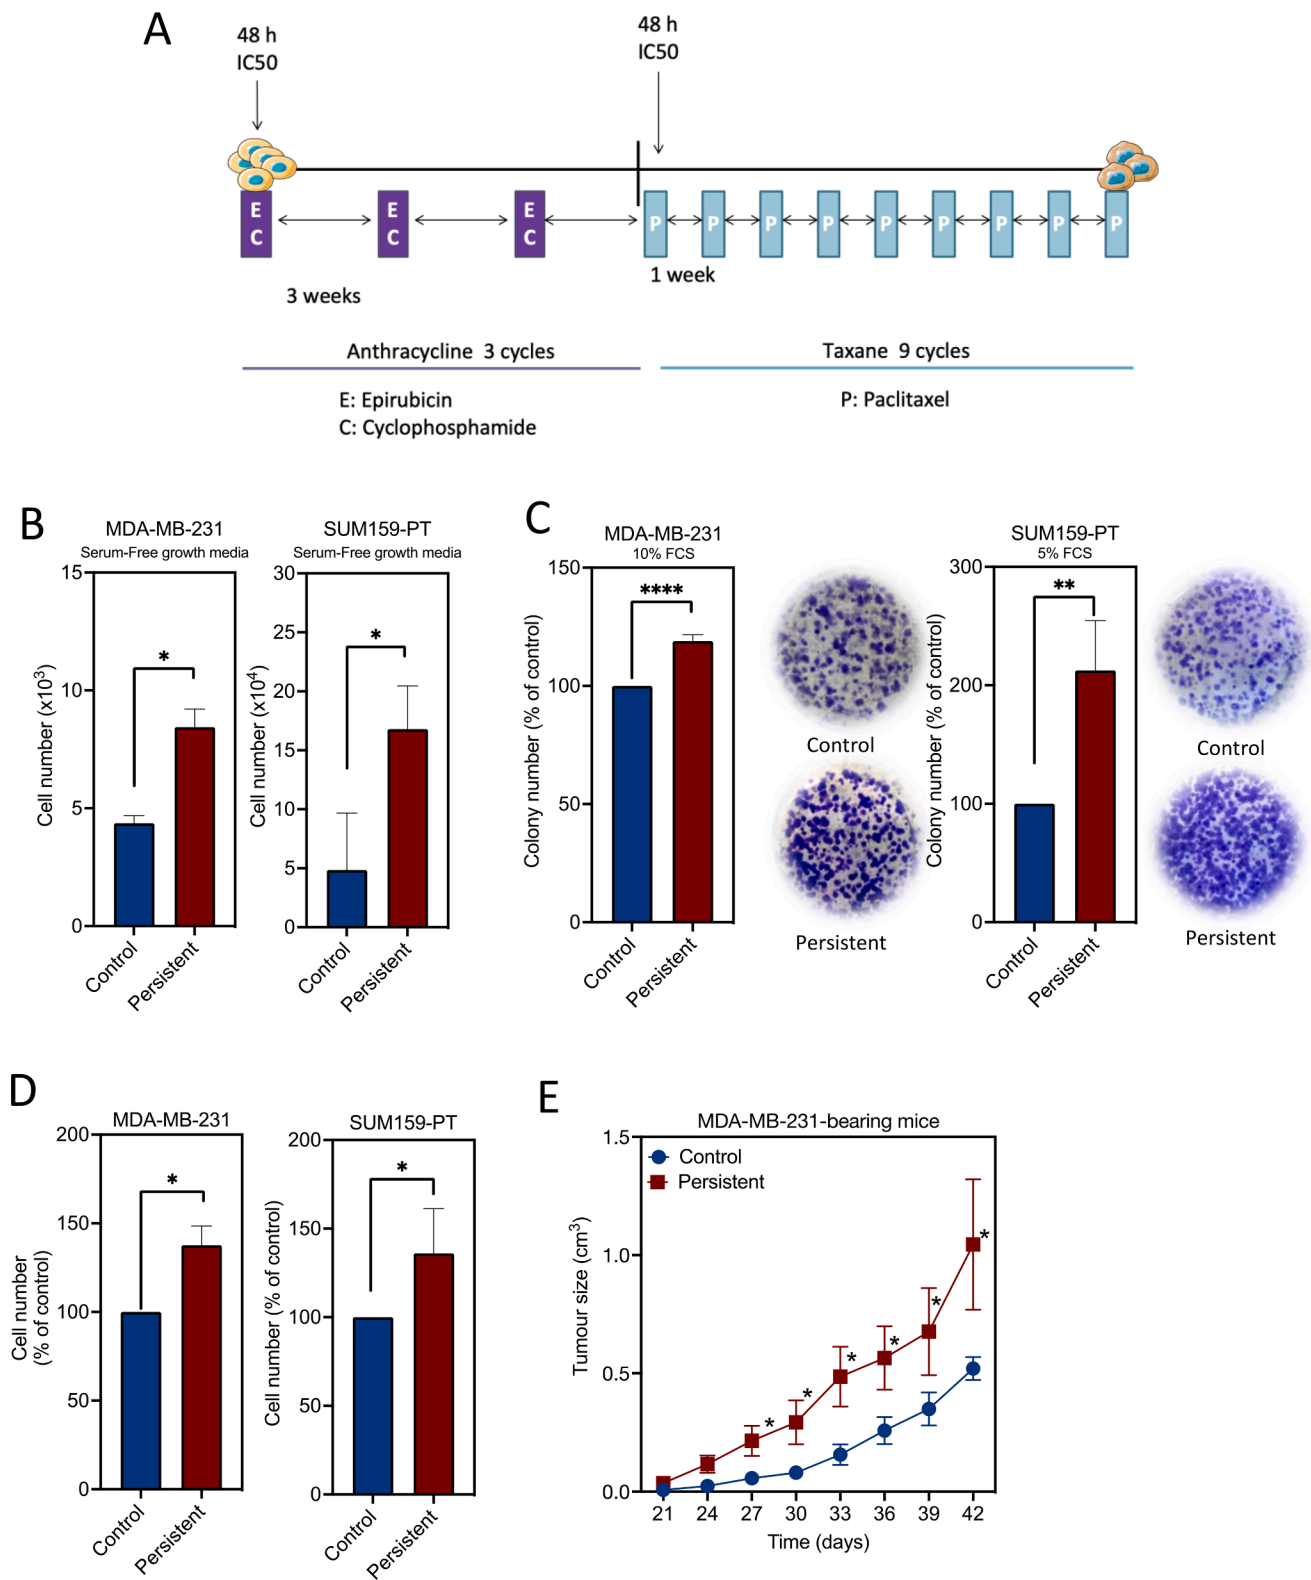 A
48 h
IC50
48 h
IC50
E
C
E
C
E
C
P
P
P
P
P
P
P
P
P
3 weeks
1 week
Anthracycline 3 cycles
Taxane 9 cycles
E: Epirubicin
C: Cyclophosphamide
P: Paclitaxel
B
MDA-MB-231
Serum-Free growth media
Cell number (x10³)
15
10
5
0
*
Control
Persistent
SUM159-PT
Serum-Free growth media
Cell number (x10⁴)
30
25
20
15
10
5
0
*
Control
Persistent
C
MDA-MB-231
10% FCS
Colony number (% of control)
150
100
50
0
****
Control
Persistent
Control
Persistent
SUM159-PT
5% FCS
Colony number (% of control)
300
200
100
0
**
Control
Persistent
Control
Persistent
D
MDA-MB-231
Cell number
(% of control)
200
150
100
50
0
*
Control
Persistent
SUM159-PT
Cell number (% of control)
200
150
100
50
0
*
Control
Persistent
E
MDA-MB-231-bearing mice
Control
Persistent
Tumour size (cm³)
1.5
1.0
0.5
0.0
* * * * * *
21 24 27 30 33 36 39 42
Time (days)